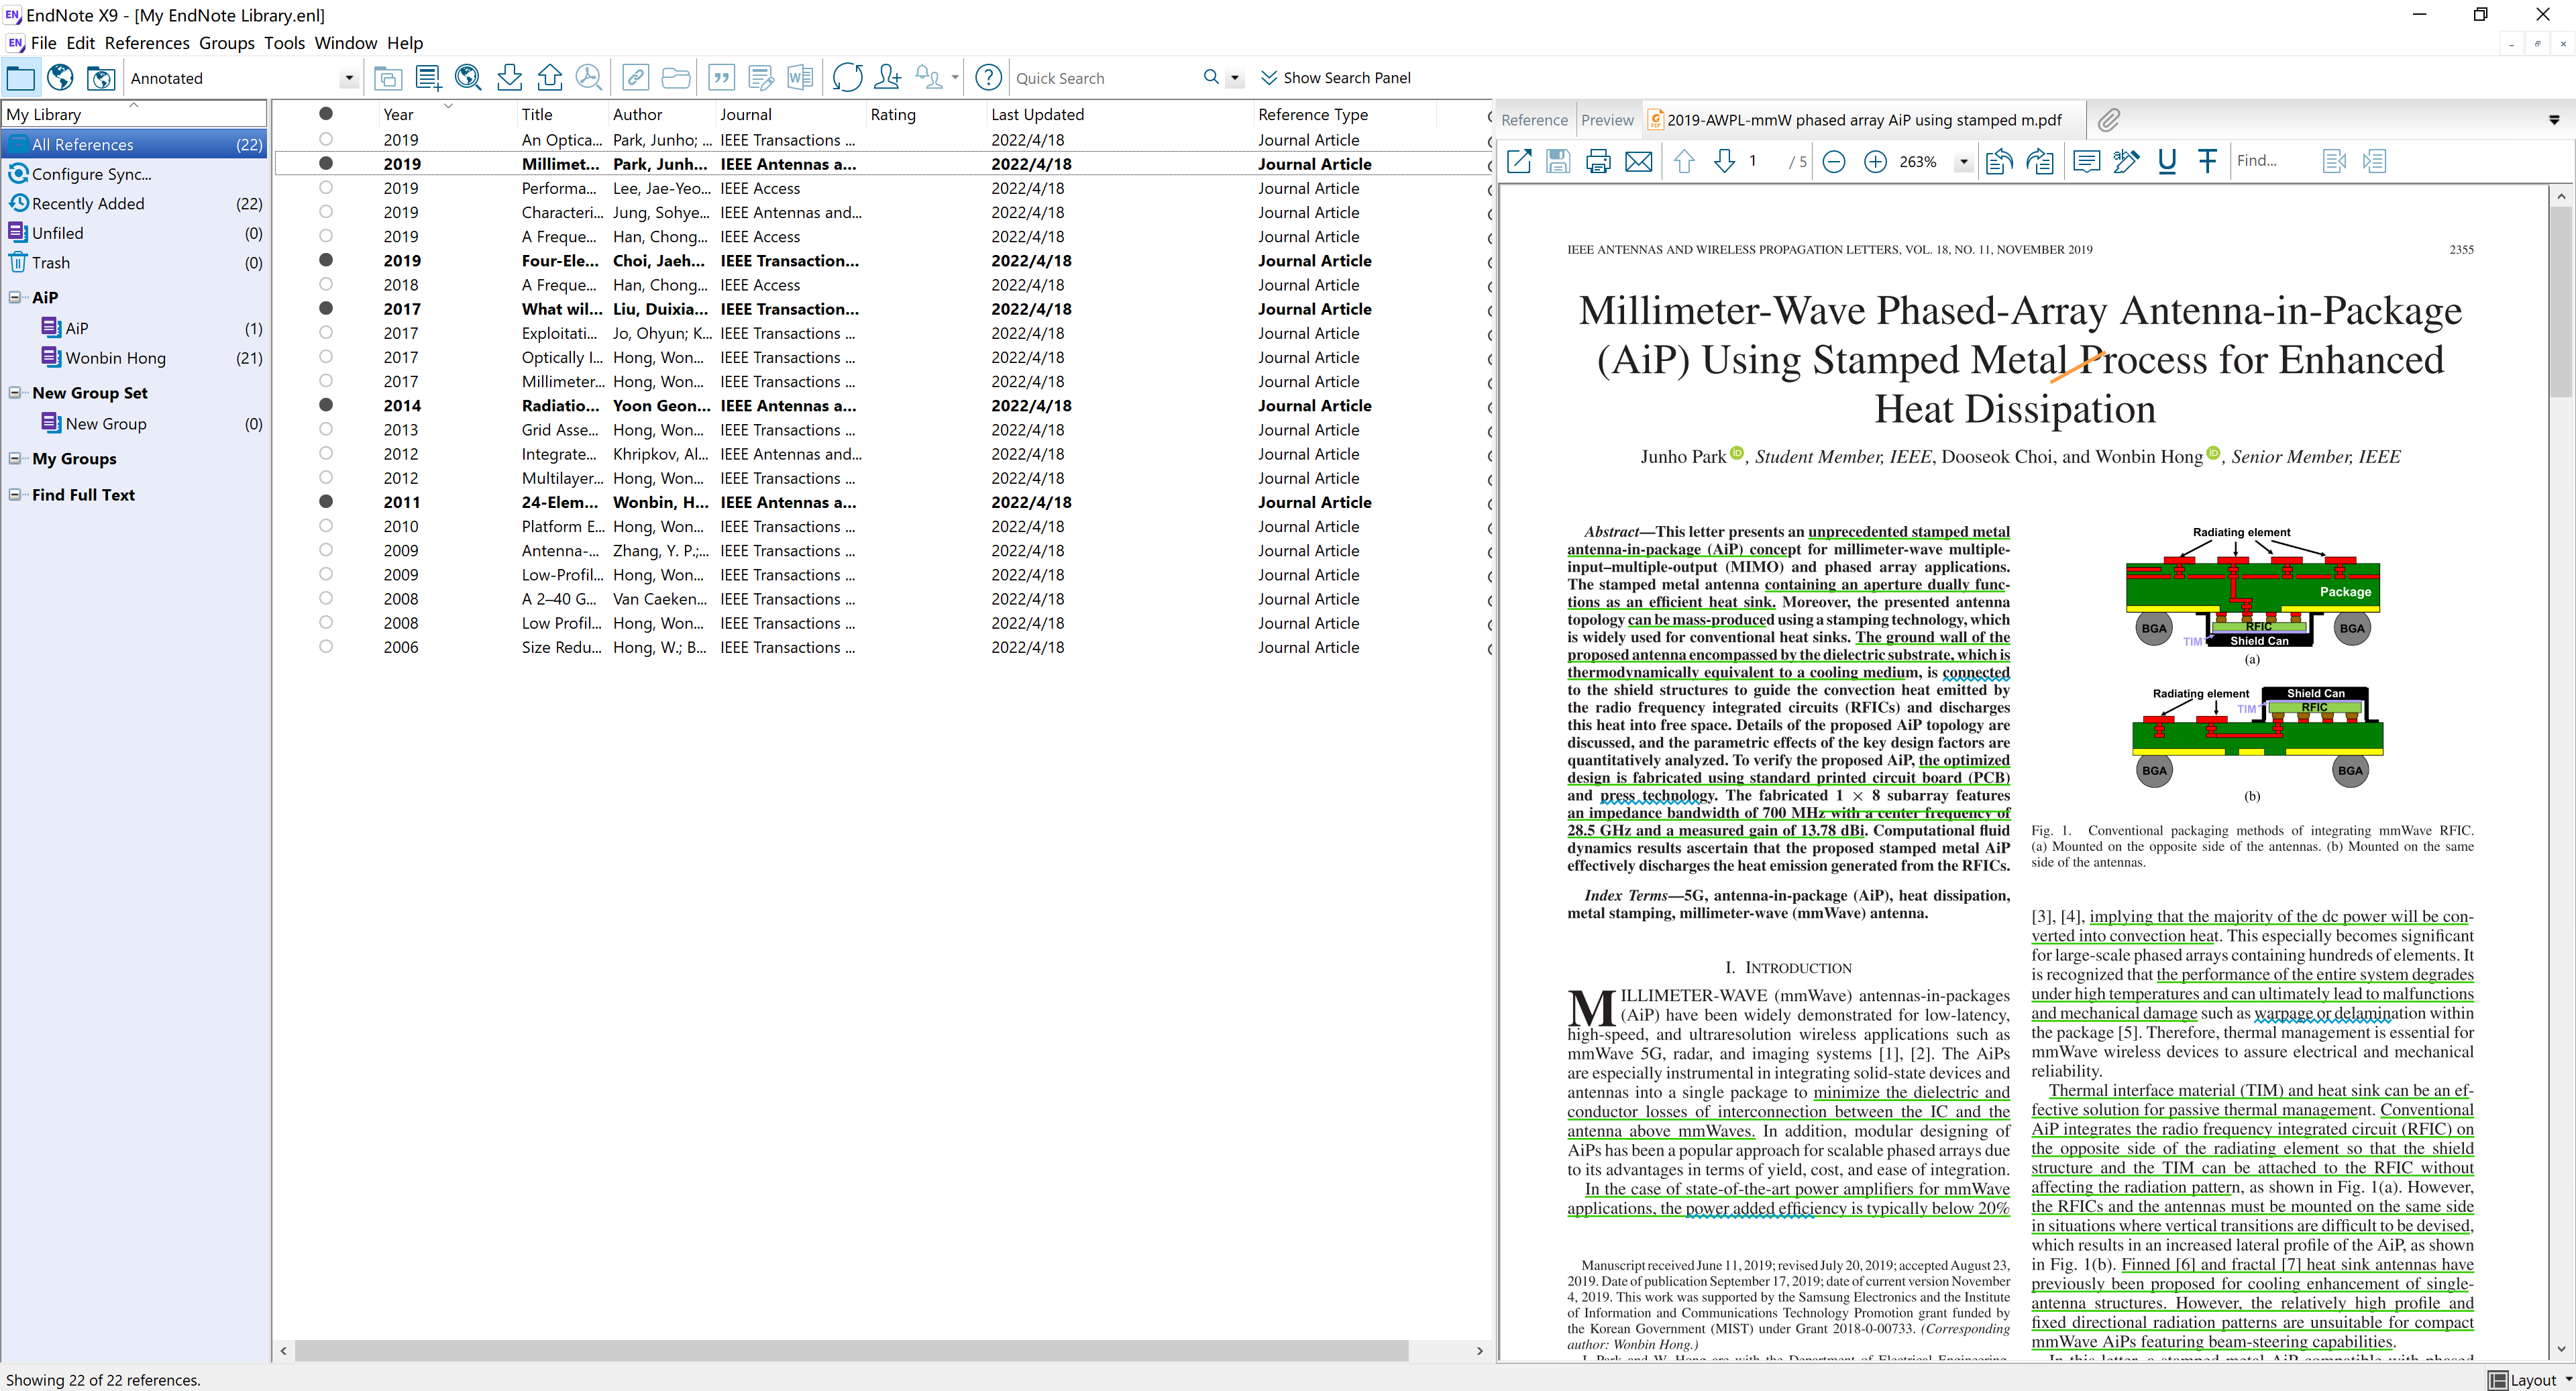 EndNote X9 - [My EndNote Library.enl]
File Edit References Groups Tools Window Help
Annotated
Quick Search
Show Search Panel
My Library
All References (22)
Configure Sync...
Recently Added (22)
Unfiled (0)
Trash (0)
AiP
AiP (1)
Wonbin Hong (21)
New Group Set
New Group (0)
My Groups
Find Full Text
Year Title Author Journal Rating Last Updated Reference Type
2019 An Optica... Park, Junho; ... IEEE Transactions ... 2022/4/18 Journal Article
2019 Millimet... Park, Junh... IEEE Antennas a... 2022/4/18 Journal Article
2019 Performa... Lee, Jae-Yeo... IEEE Access 2022/4/18 Journal Article
2019 Characteri... Jung, Sohye... IEEE Antennas and... 2022/4/18 Journal Article
2019 A Freque... Han, Chong... IEEE Access 2022/4/18 Journal Article
2019 Four-Ele... Choi, Jaeh... IEEE Transaction... 2022/4/18 Journal Article
2018 A Freque... Han, Chong... IEEE Access 2022/4/18 Journal Article
2017 What wil... Liu, Duixia... IEEE Transaction... 2022/4/18 Journal Article
2017 Exploitati... Jo, Ohyun; K... IEEE Transactions ... 2022/4/18 Journal Article
2017 Optically I... Hong, Won... IEEE Transactions ... 2022/4/18 Journal Article
2017 Millimeter... Hong, Won... IEEE Transactions ... 2022/4/18 Journal Article
2014 Radiatio... Yoon Geon... IEEE Antennas a... 2022/4/18 Journal Article
2013 Grid Asse... Hong, Won... IEEE Transactions ... 2022/4/18 Journal Article
2012 Integrate... Khripkov, Al... IEEE Antennas and... 2022/4/18 Journal Article
2012 Multilayer... Hong, Won... IEEE Transactions ... 2022/4/18 Journal Article
2011 24-Elem... Wonbin, H... IEEE Antennas a... 2022/4/18 Journal Article
2010 Platform E... Hong, Won... IEEE Transactions ... 2022/4/18 Journal Article
2009 Antenna-... Zhang, Y. P.;... IEEE Transactions ... 2022/4/18 Journal Article
2009 Low-Profil... Hong, Won... IEEE Transactions ... 2022/4/18 Journal Article
2008 A 2–40 G... Van Caeken... IEEE Transactions ... 2022/4/18 Journal Article
2008 Low Profil... Hong, Won... IEEE Transactions ... 2022/4/18 Journal Article
2006 Size Redu... Hong, W.; B... IEEE Transactions ... 2022/4/18 Journal Article
Reference Preview 2019-AWPL-mmW phased array AiP using stamped m.pdf
1 / 5 263% Find...
IEEE ANTENNAS AND WIRELESS PROPAGATION LETTERS, VOL. 18, NO. 11, NOVEMBER 2019 2355
Millimeter-Wave Phased-Array Antenna-in-Package
(AiP) Using Stamped Metal Process for Enhanced
Heat Dissipation
Junho Park, Student Member, IEEE, Dooseok Choi, and Wonbin Hong, Senior Member, IEEE
Abstract—This letter presents an unprecedented stamped metal
antenna-in-package (AiP) concept for millimeter-wave multiple-
input–multiple-output (MIMO) and phased array applications.
The stamped metal antenna containing an aperture dually func-
tions as an efficient heat sink. Moreover, the presented antenna
topology can be mass-produced using a stamping technology, which
is widely used for conventional heat sinks. The ground wall of the
proposed antenna encompassed by the dielectric substrate, which is
thermodynamically equivalent to a cooling medium, is connected
to the shield structures to guide the convection heat emitted by
the radio frequency integrated circuits (RFICs) and discharges
this heat into free space. Details of the proposed AiP topology are
discussed, and the parametric effects of the key design factors are
quantitatively analyzed. To verify the proposed AiP, the optimized
design is fabricated using standard printed circuit board (PCB)
and press technology. The fabricated 1 × 8 subarray features
an impedance bandwidth of 700 MHz with a center frequency of
28.5 GHz and a measured gain of 13.78 dBi. Computational fluid
dynamics results ascertain that the proposed stamped metal AiP
effectively discharges the heat emission generated from the RFICs.
Index Terms—5G, antenna-in-package (AiP), heat dissipation,
metal stamping, millimeter-wave (mmWave) antenna.
I. INTRODUCTION
MILLIMETER-WAVE (mmWave) antennas-in-packages
(AiP) have been widely demonstrated for low-latency,
high-speed, and ultraresolution wireless applications such as
mmWave 5G, radar, and imaging systems [1], [2]. The AiPs
are especially instrumental in integrating solid-state devices and
antennas into a single package to minimize the dielectric and
conductor losses of interconnection between the IC and the
antenna above mmWaves. In addition, modular designing of
AiPs has been a popular approach for scalable phased arrays due
to its advantages in terms of yield, cost, and ease of integration.
In the case of state-of-the-art power amplifiers for mmWave
applications, the power added efficiency is typically below 20%
Manuscript received June 11, 2019; revised July 20, 2019; accepted August 23,
2019. Date of publication September 17, 2019; date of current version November
4, 2019. This work was supported by the Samsung Electronics and the Institute
of Information and Communications Technology Promotion grant funded by
the Korean Government (MIST) under Grant 2018-0-00733. (Corresponding
author: Wonbin Hong.)
J. Park and W. Hong are with the Department of Electrical Engineering,
Radiating element
Package
BGA RFIC BGA
TIM Shield Can
(a)
Radiating element Shield Can
TIM RFIC
BGA BGA
(b)
Fig. 1. Conventional packaging methods of integrating mmWave RFIC.
(a) Mounted on the opposite side of the antennas. (b) Mounted on the same
side of the antennas.
[3], [4], implying that the majority of the dc power will be con-
verted into convection heat. This especially becomes significant
for large-scale phased arrays containing hundreds of elements. It
is recognized that the performance of the entire system degrades
under high temperatures and can ultimately lead to malfunctions
and mechanical damage such as warpage or delamination within
the package [5]. Therefore, thermal management is essential for
mmWave wireless devices to assure electrical and mechanical
reliability.
Thermal interface material (TIM) and heat sink can be an ef-
fective solution for passive thermal management. Conventional
AiP integrates the radio frequency integrated circuit (RFIC) on
the opposite side of the radiating element so that the shield
structure and the TIM can be attached to the RFIC without
affecting the radiation pattern, as shown in Fig. 1(a). However,
the RFICs and the antennas must be mounted on the same side
in situations where vertical transitions are difficult to be devised,
which results in an increased lateral profile of the AiP, as shown
in Fig. 1(b). Finned [6] and fractal [7] heat sink antennas have
previously been proposed for cooling enhancement of single-
antenna structures. However, the relatively high profile and
fixed directional radiation patterns are unsuitable for compact
mmWave AiPs featuring beam-steering capabilities.
In this letter, a stamped metal AiP compatible with phased
Showing 22 of 22 references.
Layout